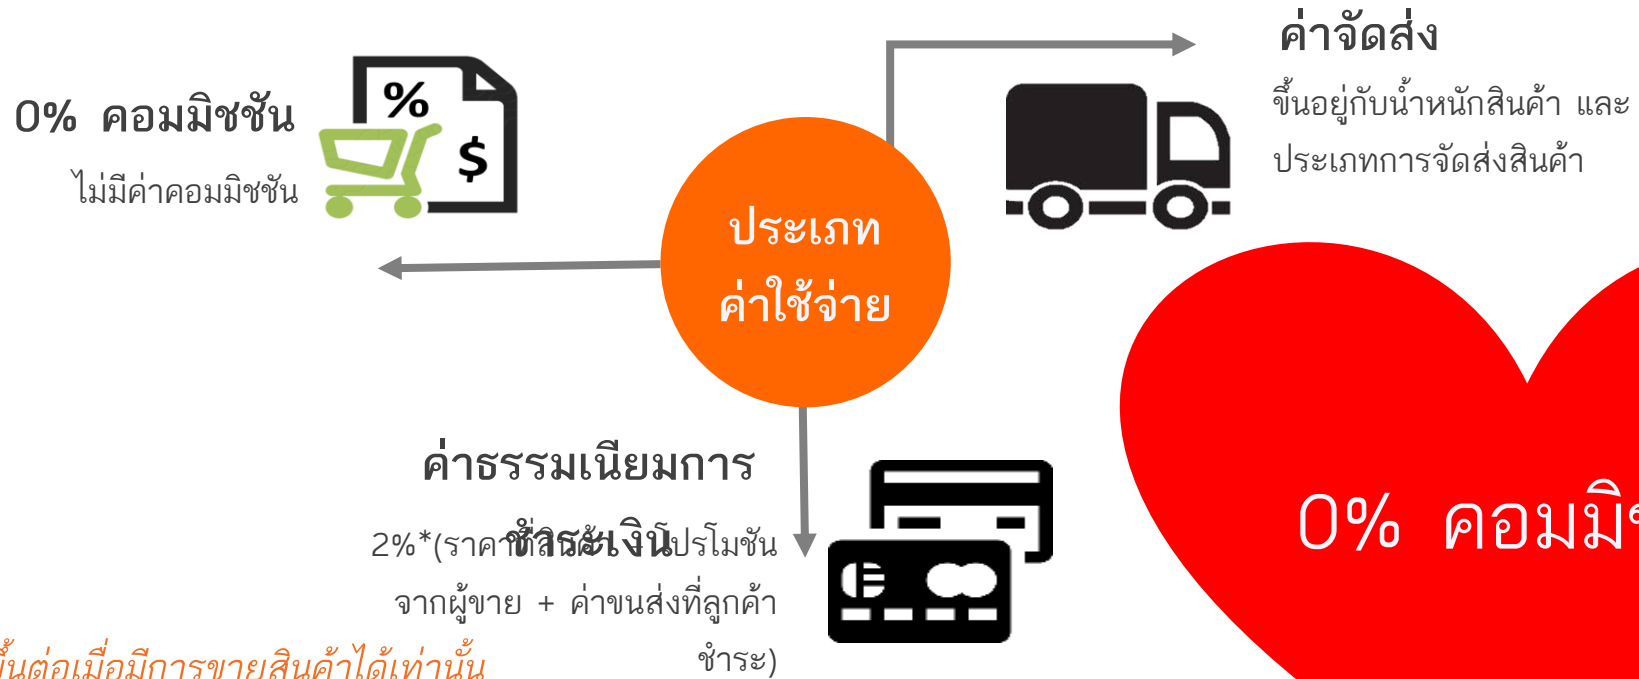 0% คอมมิชชัน
ไม่มีค่าคอมมิชชัน
%
$
ค่าจัดส่ง
ขึ้นอยู่กับน้ำหนักสินค้า และ
ประเภทการจัดส่งสินค้า
ประเภท
ค่าใช้จ่าย
ค่าธรรมเนียมการ
ชำระเงิน
2%*(ราคา โปรโมชัน
จากผู้ขาย + ค่าขนส่งที่ลูกค้า
ชำระ)
0% คอมมิช
ขึ้นต่อเมื่อมีการขายสินค้าได้เท่านั้น